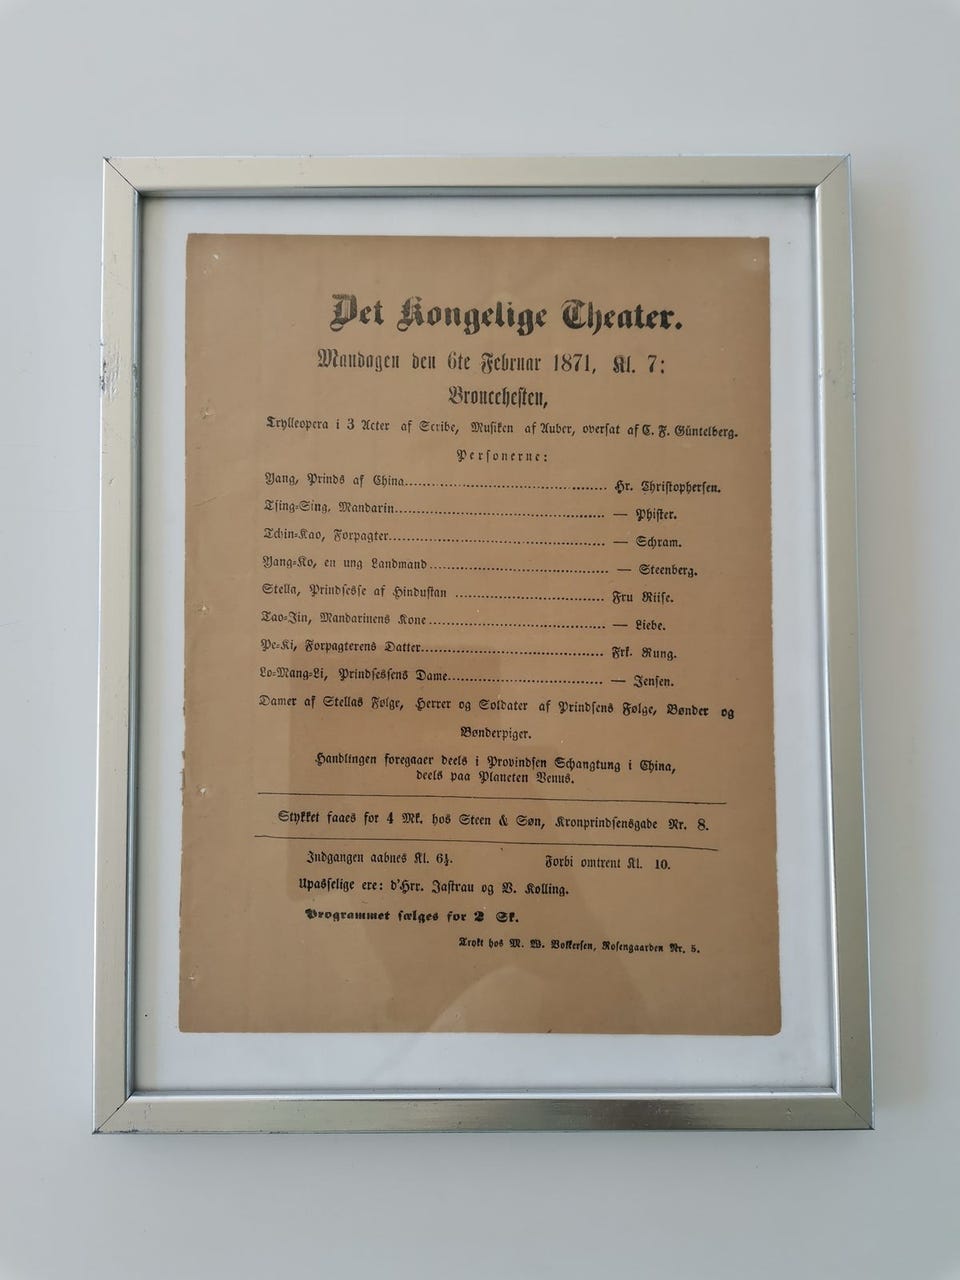 Det Kongelige Theater.
Mandagen den 6te Februar 1871, Kl. 7:
Broncehesten,
Trylleopera i 3 Acter af Scribe, Musiken af Auber, oversat af C. F. Güntelberg.
Personerne:
Yang, Prinds af China........................................ Hr. Christophersen.
Tsing-Sing, Mandarin........................................ — Phister.
Tchin-Kao, Forpagter........................................ — Schram.
Yang-Ko, en ung Landmand........................................ — Steenberg.
Stella, Prindsesse af Hindustan ........................................ Fru Riise.
Tao-Jin, Mandarinens Kone........................................ — Liebe.
Pe-Ki, Forpagterens Datter........................................ Frk. Rung.
Lo-Mang-Li, Prindsessens Dame........................................ — Jensen.
Damer af Stellas Følge, Herrer og Soldater af Prindsens Følge, Bønder og
Bønderpiger.
Handlingen foregaaer deels i Provindsen Schangtung i China,
deels paa Planeten Venus.
Stykket faaes for 4 Mk. hos Steen & Søn, Kronprindsensgade Nr. 8.
Indgangen aabnes Kl. 6½. Forbi omtrent Kl. 10.
Upasselige ere: d'Hrr. Jastrau og V. Kolling.
Programmet sælges for 2 Sk.
Trykt hos M. W. Volkersen, Rosengaarden Nr. 5.